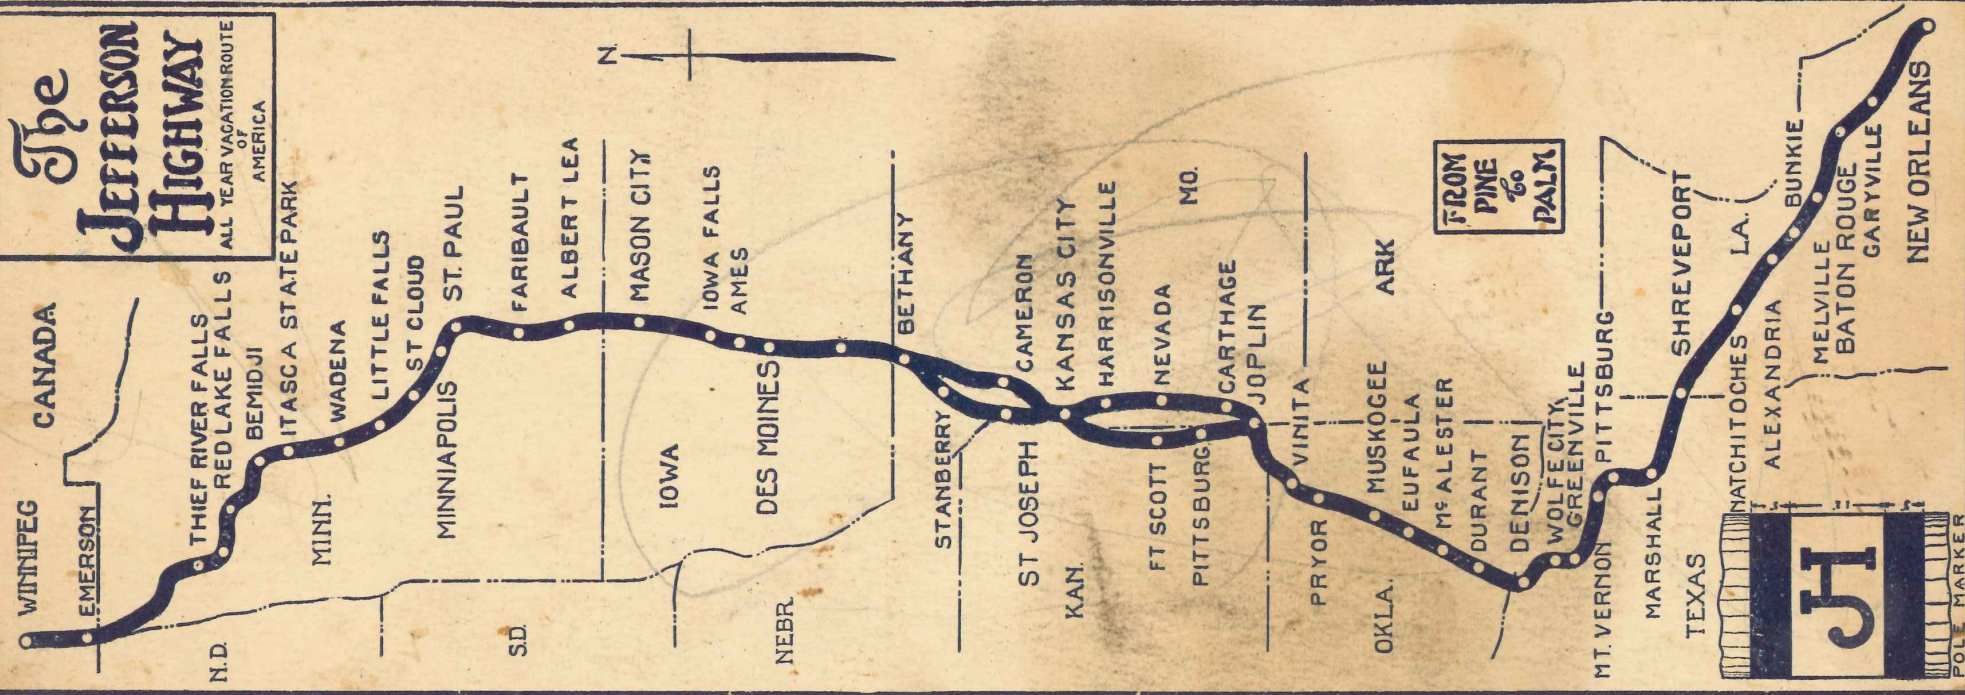 The
JEFFERSON
HIGHWAY
ALL YEAR VACATION ROUTE
OF
AMERICA
N
CANADA
WINNIPEG
EMERSON
THIEF RIVER FALLS
RED LAKE FALLS
BEMIDJI
ITASCA STATE PARK
WADENA
LITTLE FALLS
ST CLOUD
MINNIAPOLIS
ST. PAUL
FARIBAULT
ALBERT LEA
MINN.
N.D.
S.D.
MASON CITY
IOWA FALLS
AMES
DES MOINES
IOWA
NEBR.
BETHANY
STANBERRY
CAMERON
ST JOSEPH
KANSAS CITY
HARRISONVILLE
NEVADA
MO.
FT SCOTT
PITTSBURG
CARTHAGE
JOPLIN
KAN.
VINITA
PRYOR
MUSKOGEE
EUFAULA
Mc ALESTER
DURANT
OKLA.
ARK
FROM
PINE
to
PALM
DENISON
WOLFE CITY
GREENVILLE
MT. VERNON
PITTSBURG
MARSHALL
TEXAS
SHREVEPORT
LA.
NATCHITOCHES
ALEXANDRIA
BUNKIE
MELVILLE
BATON ROUGE
GARYVILLE
NEW ORLEANS
JH
POLE MARKER